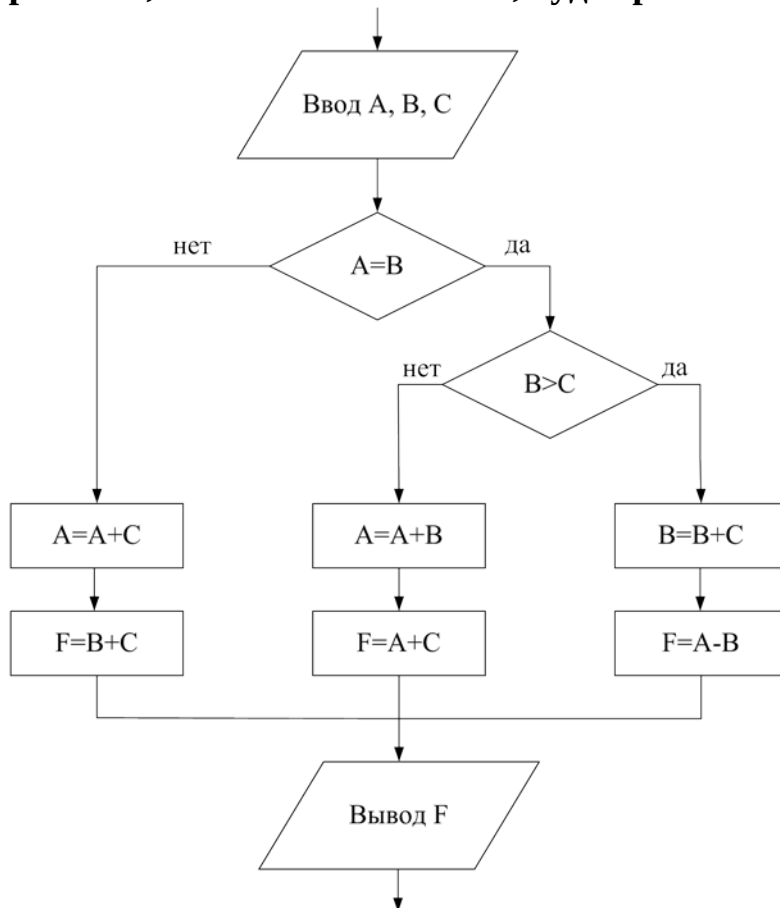 Ввод A, B, C
нет
A=B
да
нет
B>C
да
A=A+C
A=A+B
B=B+C
F=B+C
F=A+C
F=A-B
Вывод F